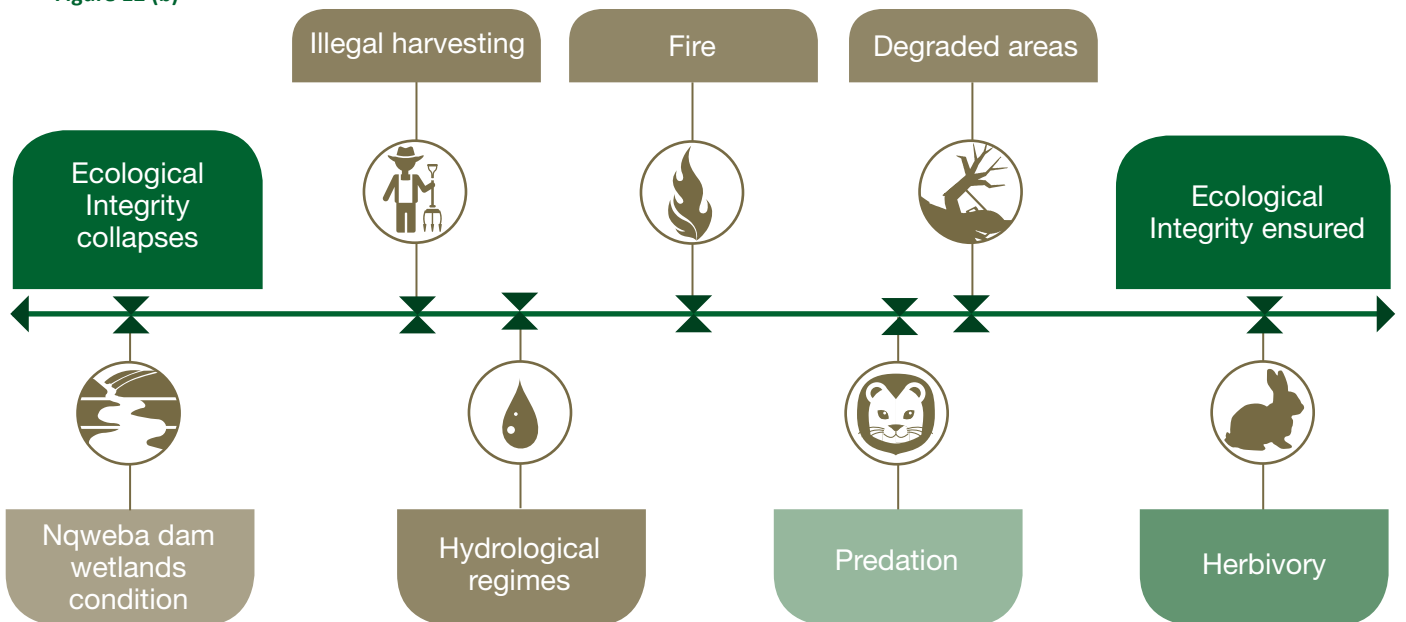 Illegal harvesting
Fire
Degraded areas
Ecological
Integrity
collapses
Ecological
Integrity ensured
Nqweba dam
wetlands
condition
Hydrological
regimes
Predation
Herbivory